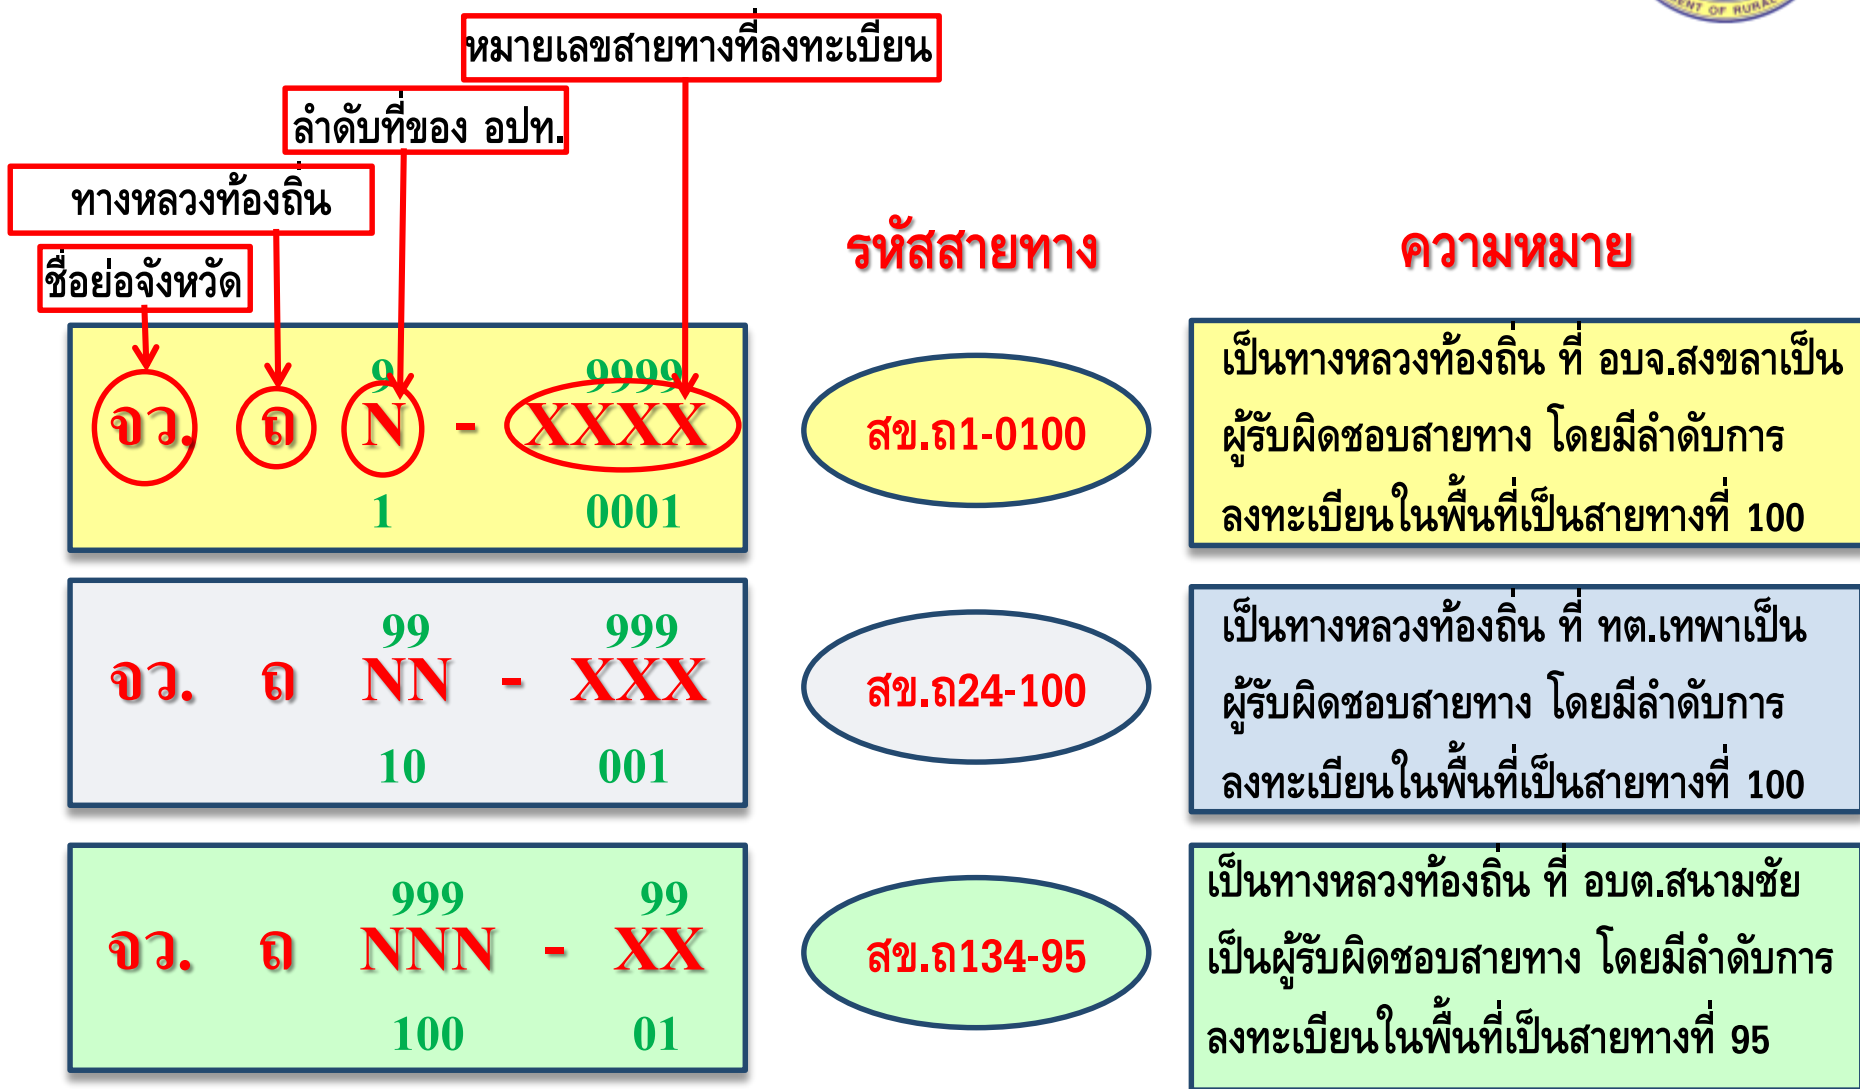 MENT OF RURAL
หมายเลขสายทางที่ลงทะเบียน
ลำดับที่ของ อปท.
ทางหลวงท้องถิ่น
ชื่อย่อจังหวัด
รหัสสายทาง ความหมาย
9 9999
จว. ถ N - XXXX
1 0001
สข.ถ1-0100
เป็นทางหลวงท้องถิ่น ที่ อบจ.สงขลาเป็น
ผู้รับผิดชอบสายทาง โดยมีลำดับการ
ลงทะเบียนในพื้นที่เป็นสายทางที่ 100
99 999
จว. ถ NN - XXX
10 001
สข.ถ24-100
เป็นทางหลวงท้องถิ่น ที่ ทต.เทพาเป็น
ผู้รับผิดชอบสายทาง โดยมีลำดับการ
ลงทะเบียนในพื้นที่เป็นสายทางที่ 100
999 99
จว. ถ NNN - XX
100 01
สข.ถ134-95
เป็นทางหลวงท้องถิ่น ที่ อบต.สนามชัย
เป็นผู้รับผิดชอบสายทาง โดยมีลำดับการ
ลงทะเบียนในพื้นที่เป็นสายทางที่ 95